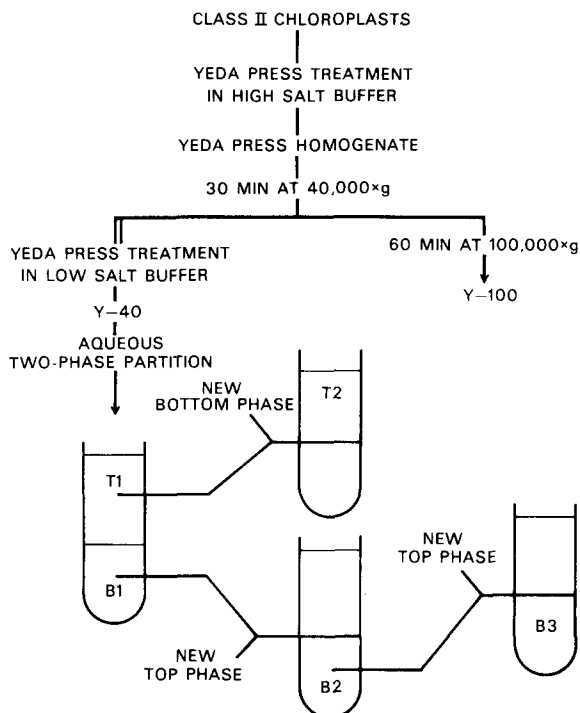 CLASS II CHLOROPLASTS
YEDA PRESS TREATMENT
IN HIGH SALT BUFFER
YEDA PRESS HOMOGENATE
30 MIN AT 40,000×g
YEDA PRESS TREATMENT
IN LOW SALT BUFFER
60 MIN AT 100,000×g
Y-100
Y-40
AQUEOUS
TWO-PHASE PARTITION
NEW
BOTTOM PHASE
T2
T1
B1
NEW
TOP PHASE
B2
NEW
TOP PHASE
B3